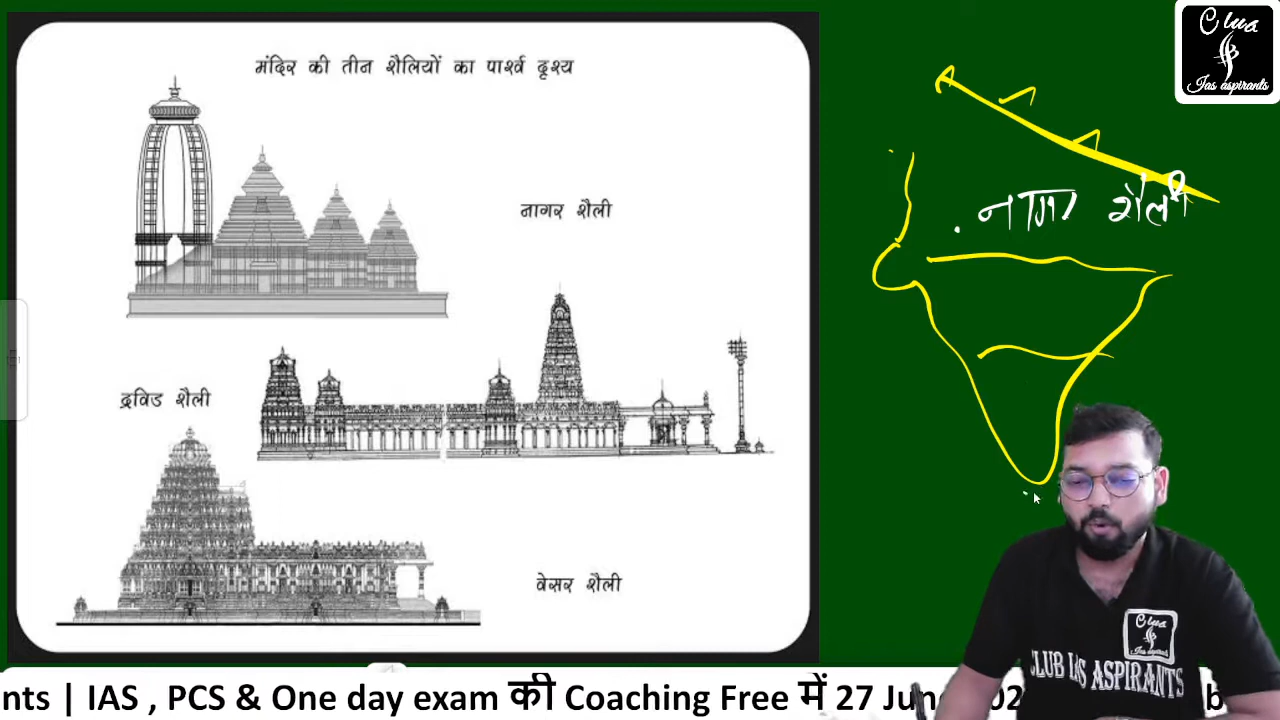 मंदिर की तीन शैलियों का पार्श्व दृश्य
नागर शैली
द्रविड शैली
वेसर शैली
Club
Ias aspirants
नागर शैली
CLUB IAS ASPIRANTS
nts | IAS , PCS & One day exam की Coaching Free में 27 Jun